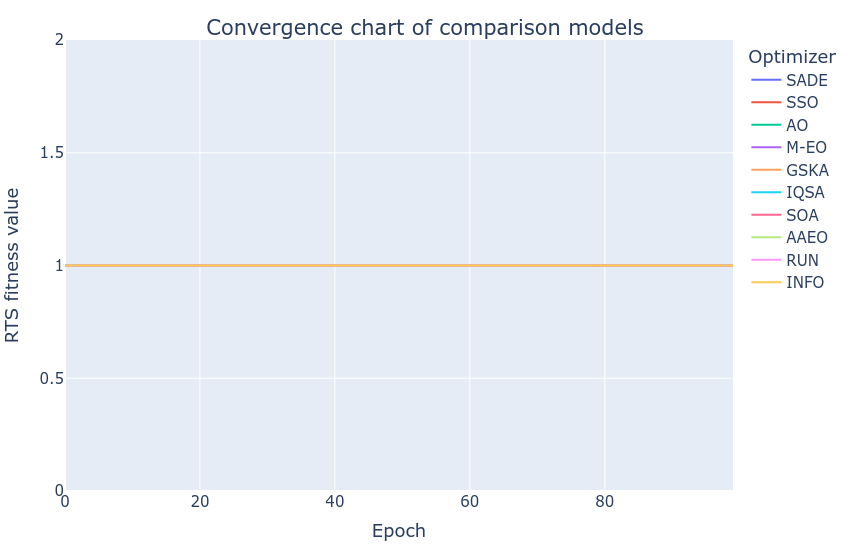 Convergence chart of comparison models
RTS fitness value
2
1.5
1
0.5
0
0
20
40
60
80
Epoch
Optimizer
SADE
SSO
AO
M-EO
GSKA
IQSA
SOA
AAEO
RUN
INFO